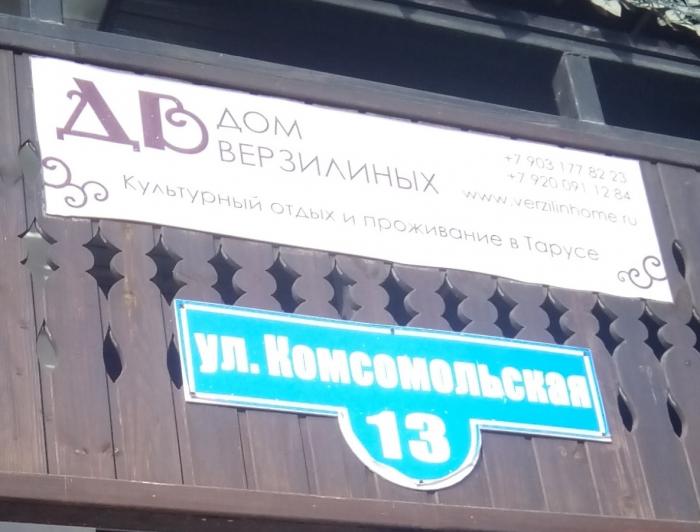 ДВ
ДОМ
ВЕРЗИЛИНЫХ
+7 903 177 82 23
+7 920 091 12 84
www.verzilinhome.ru
Культурный отдых и проживание в Тарусе
ул. Комсомольская
13